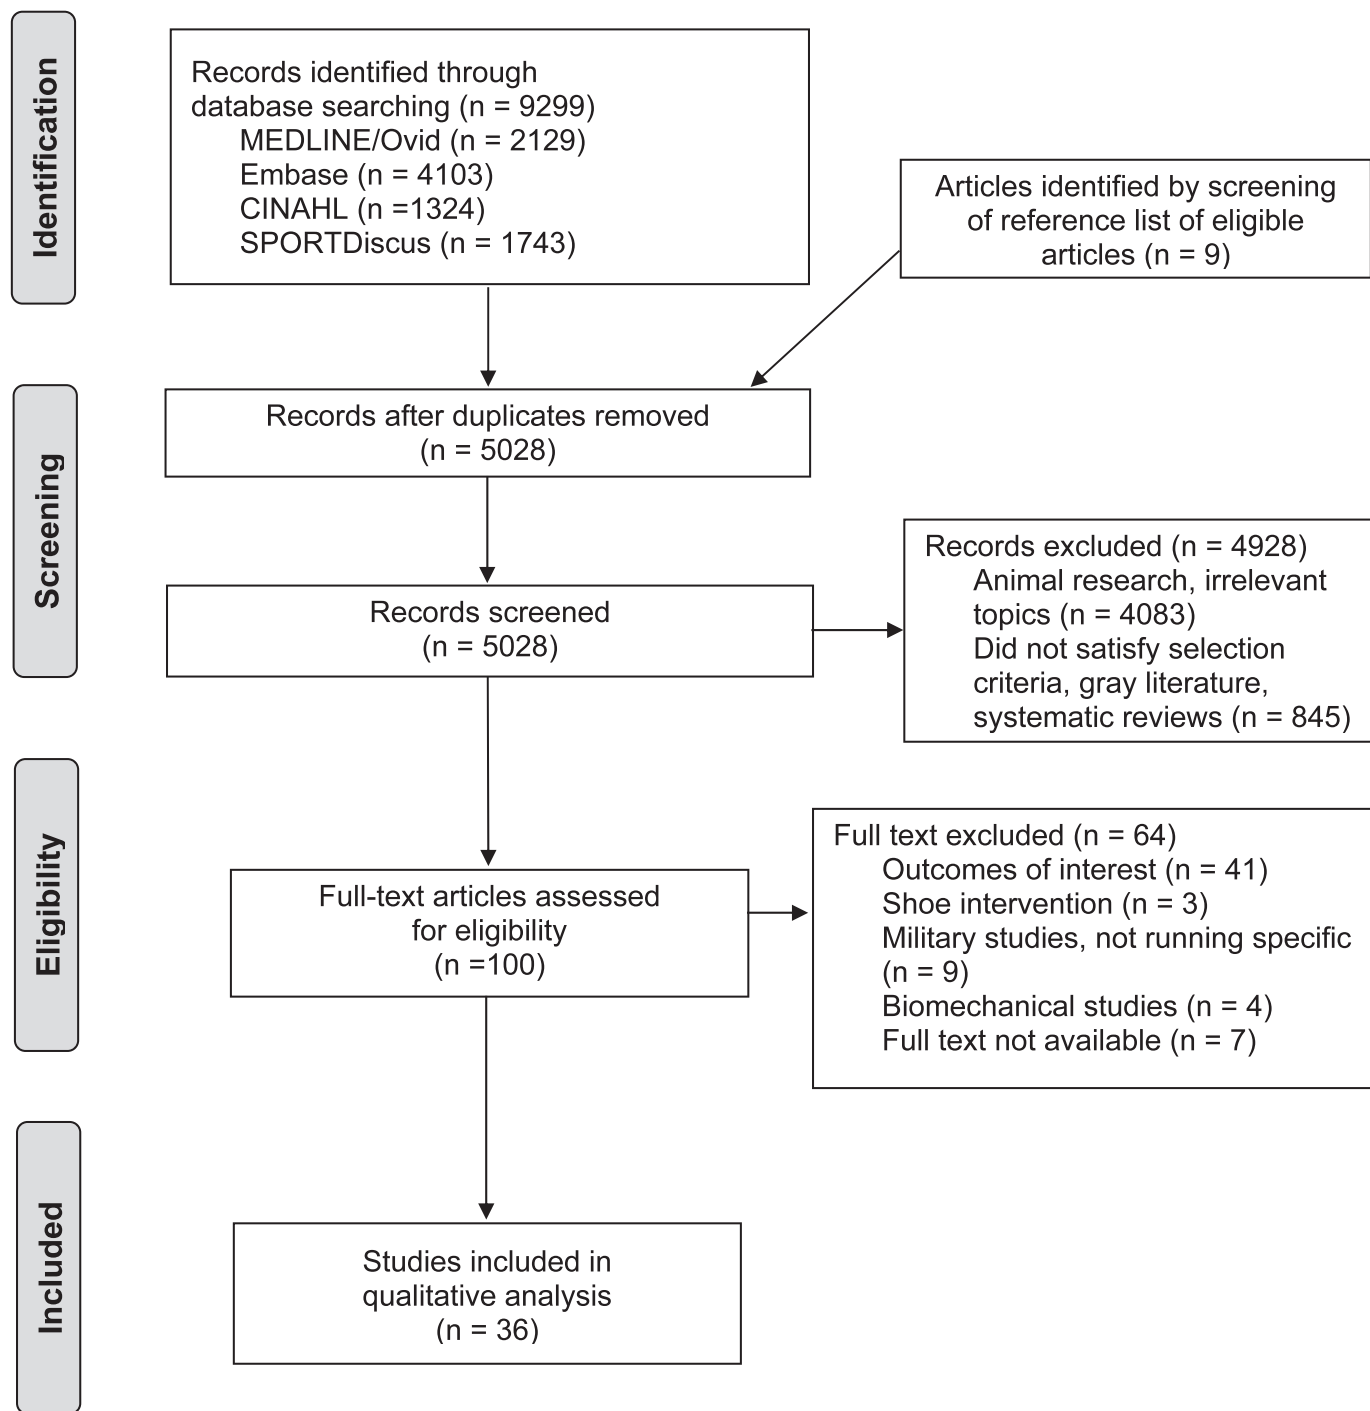 Identification
Records identified through
database searching (n = 9299)
MEDLINE/Ovid (n = 2129)
Embase (n = 4103)
CINAHL (n =1324)
SPORTDiscus (n = 1743)
Articles identified by screening
of reference list of eligible
articles (n = 9)
Screening
Records after duplicates removed
(n = 5028)
Records screened
(n = 5028)
Records excluded (n = 4928)
Animal research, irrelevant
topics (n = 4083)
Did not satisfy selection
criteria, gray literature,
systematic reviews (n = 845)
Eligibility
Full-text articles assessed
for eligibility
(n =100)
Full text excluded (n = 64)
Outcomes of interest (n = 41)
Shoe intervention (n = 3)
Military studies, not running specific
(n = 9)
Biomechanical studies (n = 4)
Full text not available (n = 7)
Included
Studies included in
qualitative analysis
(n = 36)